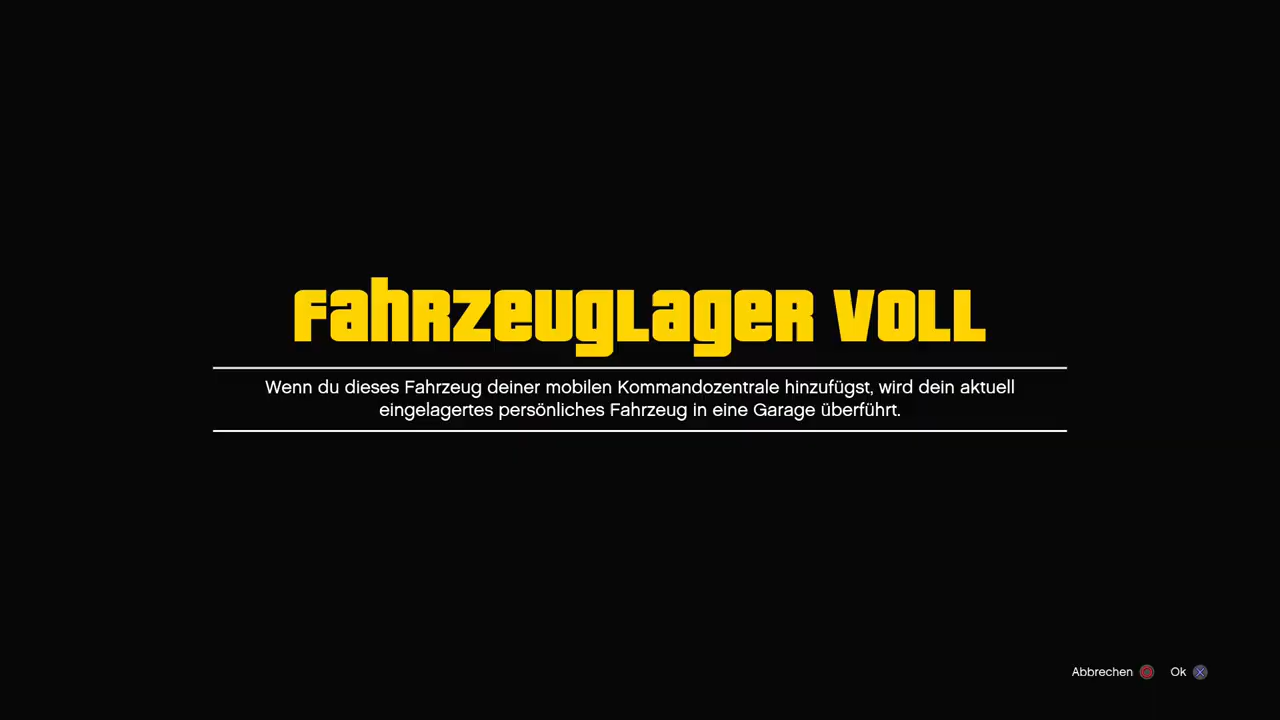 Fahrzeuglager voll
Wenn du dieses Fahrzeug deiner mobilen Kommandozentrale hinzufügst, wird dein aktuell
eingelagertes persönliches Fahrzeug in eine Garage überführt.
Abbrechen Ok